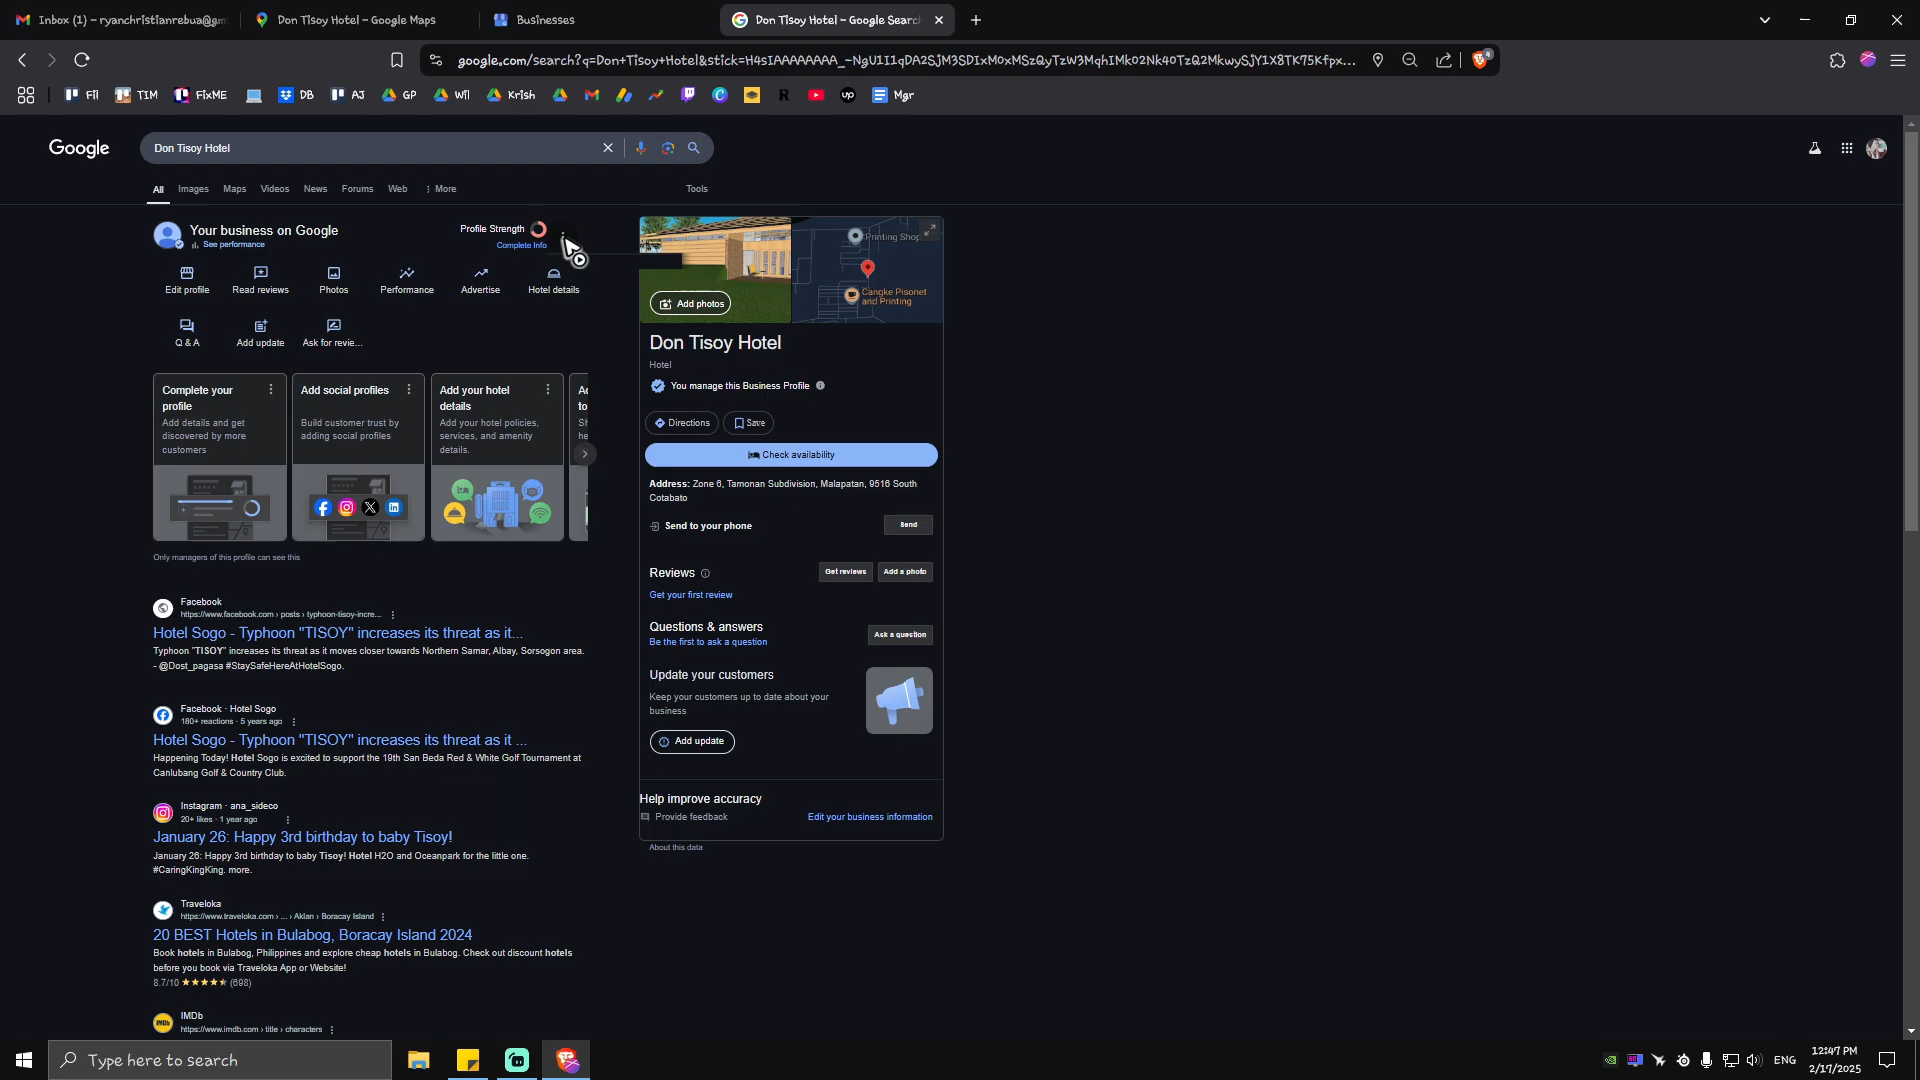 Inbox (1) - ryanchristianrebua@gm
Don Tisoy Hotel - Google Maps
Businesses
Don Tisoy Hotel - Google Search
google.com/search?q=Don+Tisoy+Hotel&stick=H4sIAAAAAAAA_-NgU1I1qDA2SjM3SDIxM0xMSzQyTzW3MqhIMk02Nk40TzQ2MkwySjY1X8TK75Kfpx...
Fil
TIM
FixME
DB
AJ
GP
Wil
Krish
Mgr
Google
Don Tisoy Hotel
All
Images
Maps
Videos
News
Forums
Web
More
Tools
Your business on Google
See performance
Profile Strength
Complete Info
Edit profile
Read reviews
Photos
Performance
Advertise
Hotel details
Q & A
Add update
Ask for revie...
Complete your
profile
Add details and get
discovered by more
customers
Add social profiles
Build customer trust by
adding social profiles
Add your hotel
details
Add your hotel policies,
services, and amenity
details.
Only managers of this profile can see this
Facebook
https://www.facebook.com › posts › typhoon-tisoy-incre...
Hotel Sogo - Typhoon "TISOY" increases its threat as it...
Typhoon "TISOY" increases its threat as it moves closer towards Northern Samar, Albay, Sorsogon area.
- @Dost_pagasa #StaySafeHereAtHotelSogo.
Facebook · Hotel Sogo
180+ reactions · 5 years ago
Hotel Sogo - Typhoon "TISOY" increases its threat as it ...
Happening Today! Hotel Sogo is excited to support the 19th San Beda Red & White Golf Tournament at
Canlubang Golf & Country Club.
Instagram · ana_sideco
20+ likes · 1 year ago
January 26: Happy 3rd birthday to baby Tisoy!
January 26: Happy 3rd birthday to baby Tisoy! Hotel H2O and Oceanpark for the little one.
#CaringKingKing. more.
Traveloka
https://www.traveloka.com › ... › Aklan › Boracay Island
20 BEST Hotels in Bulabog, Boracay Island 2024
Book hotels in Bulabog, Philippines and explore cheap hotels in Bulabog. Check out discount hotels
before you book via Traveloka App or Website!
8.7/10 ★★★★★ (698)
IMDb
https://www.imdb.com › title › characters
Printing Shop
Cangke Pisonet
and Printing
Add photos
Don Tisoy Hotel
Hotel
You manage this Business Profile
Directions
Save
Check availability
Address: Zone 6, Tamonan Subdivision, Malapatan, 9516 South
Cotabato
Send to your phone
Send
Reviews
Get reviews
Add a photo
Get your first review
Questions & answers
Be the first to ask a question
Ask a question
Update your customers
Keep your customers up to date about your
business
Add update
Help improve accuracy
Provide feedback
Edit your business information
About this data
Type here to search
ENG
12:47 PM
2/17/2025